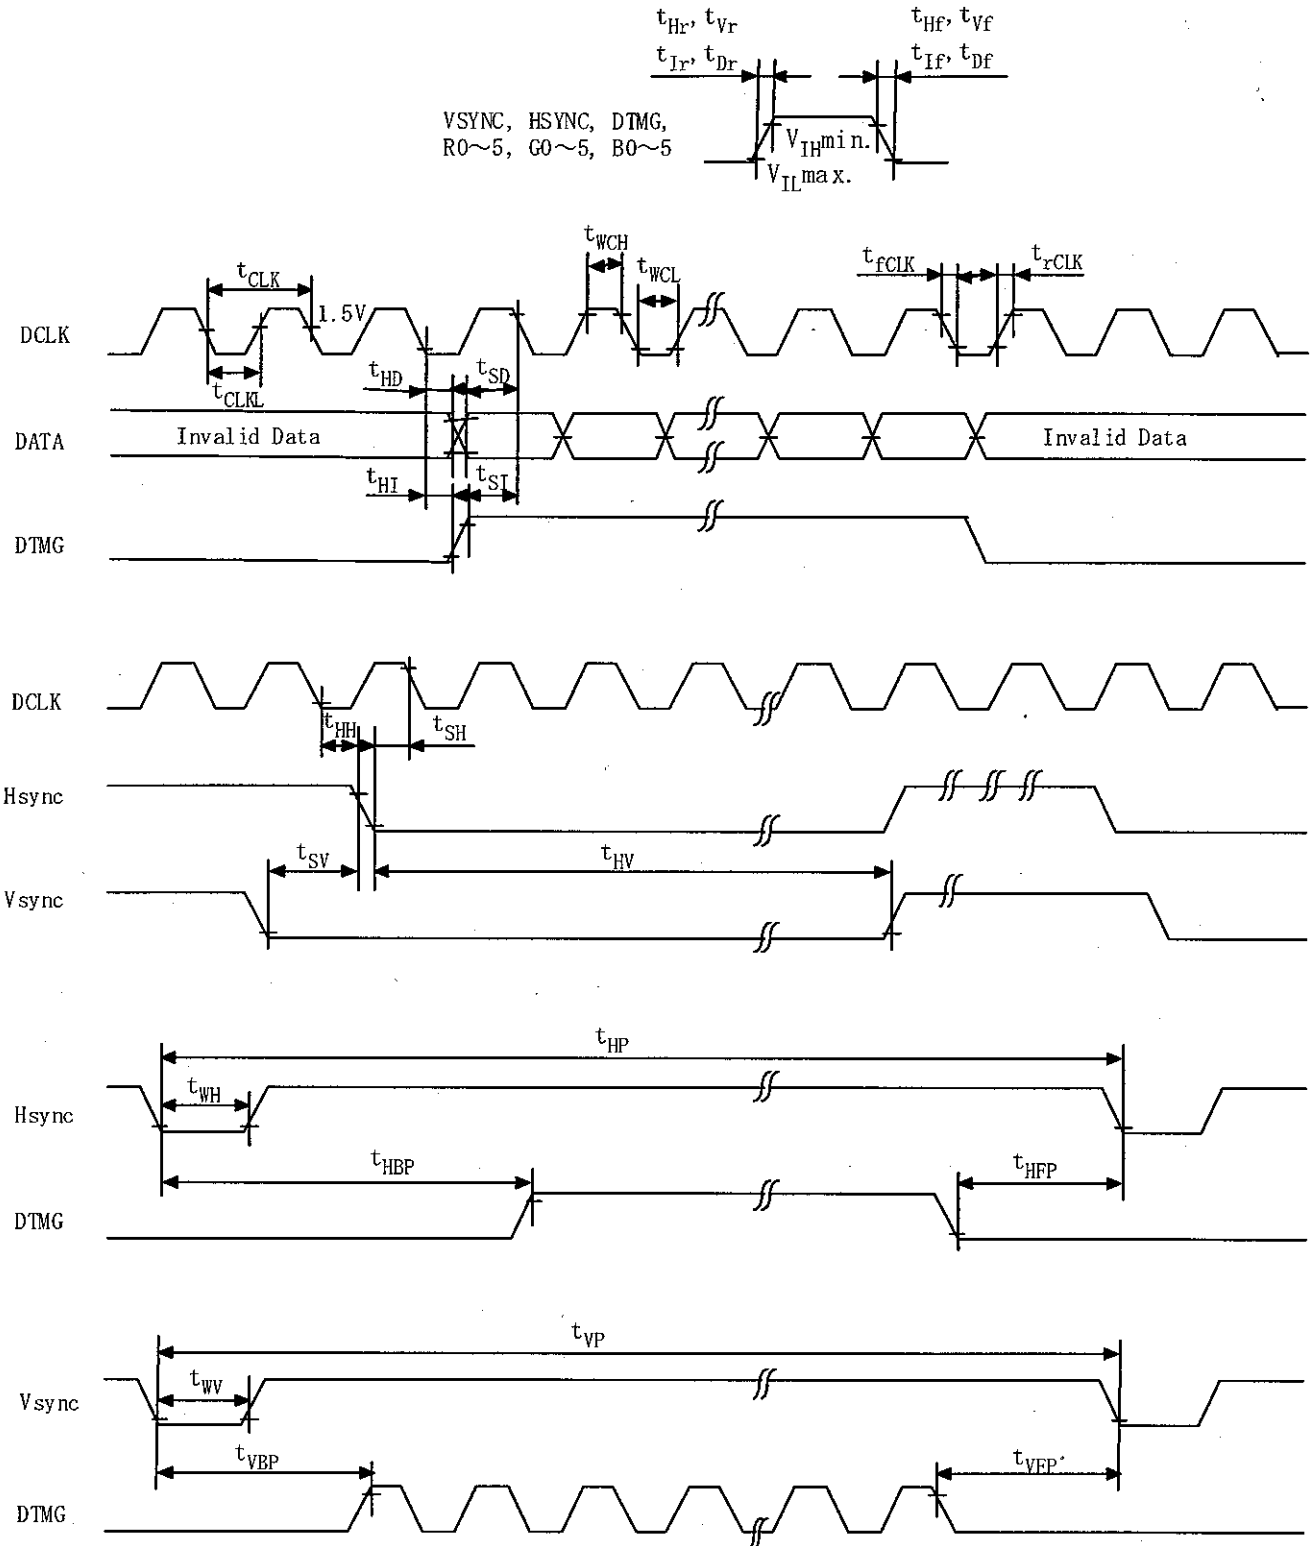 tHr, tVr
tHf, tVf
tIr, tDr
tIf, tDf
VSYNC, HSYNC, DTMG,
R0~5, G0~5, B0~5
VIHmin.
VILmax.
tWCH
tCLK
tWCL
tfCLK
trCLK
1.5V
DCLK
tHD
tSD
tCLKL
DATA
Invalid Data
Invalid Data
tHI
tSI
DTMG
DCLK
tHH
tSH
Hsync
tSV
tHV
Vsync
tHP
tWH
Hsync
tHBP
tHFP
DTMG
tVP
tWV
Vsync
tVBP
tVFP
DTMG